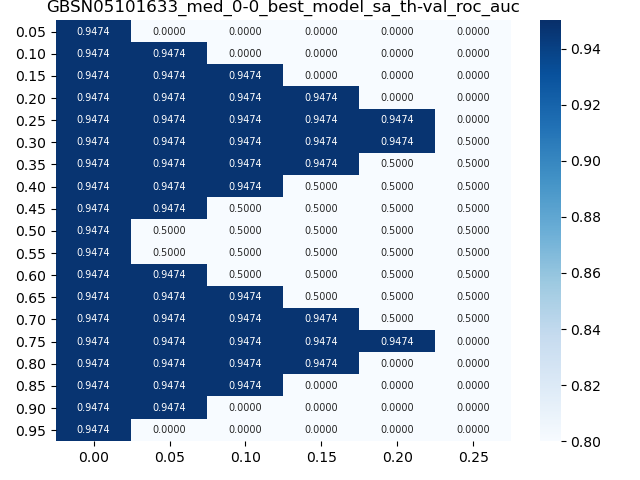 GBSN05101633_med_0-0_best_model_sa_th-val_roc_auc
0.05 0.9474 0.0000 0.0000 0.0000 0.0000 0.0000
0.10 0.9474 0.9474 0.0000 0.0000 0.0000 0.0000
0.15 0.9474 0.9474 0.9474 0.0000 0.0000 0.0000
0.20 0.9474 0.9474 0.9474 0.9474 0.0000 0.0000
0.25 0.9474 0.9474 0.9474 0.9474 0.9474 0.0000
0.30 0.9474 0.9474 0.9474 0.9474 0.9474 0.5000
0.35 0.9474 0.9474 0.9474 0.9474 0.5000 0.5000
0.40 0.9474 0.9474 0.9474 0.5000 0.5000 0.5000
0.45 0.9474 0.9474 0.5000 0.5000 0.5000 0.5000
0.50 0.9474 0.5000 0.5000 0.5000 0.5000 0.5000
0.55 0.9474 0.5000 0.5000 0.5000 0.5000 0.5000
0.60 0.9474 0.9474 0.5000 0.5000 0.5000 0.5000
0.65 0.9474 0.9474 0.9474 0.5000 0.5000 0.5000
0.70 0.9474 0.9474 0.9474 0.9474 0.5000 0.5000
0.75 0.9474 0.9474 0.9474 0.9474 0.9474 0.0000
0.80 0.9474 0.9474 0.9474 0.9474 0.0000 0.0000
0.85 0.9474 0.9474 0.9474 0.0000 0.0000 0.0000
0.90 0.9474 0.9474 0.0000 0.0000 0.0000 0.0000
0.95 0.9474 0.0000 0.0000 0.0000 0.0000 0.0000
0.00 0.05 0.10 0.15 0.20 0.25
0.94
0.92
0.90
0.88
0.86
0.84
0.82
0.80